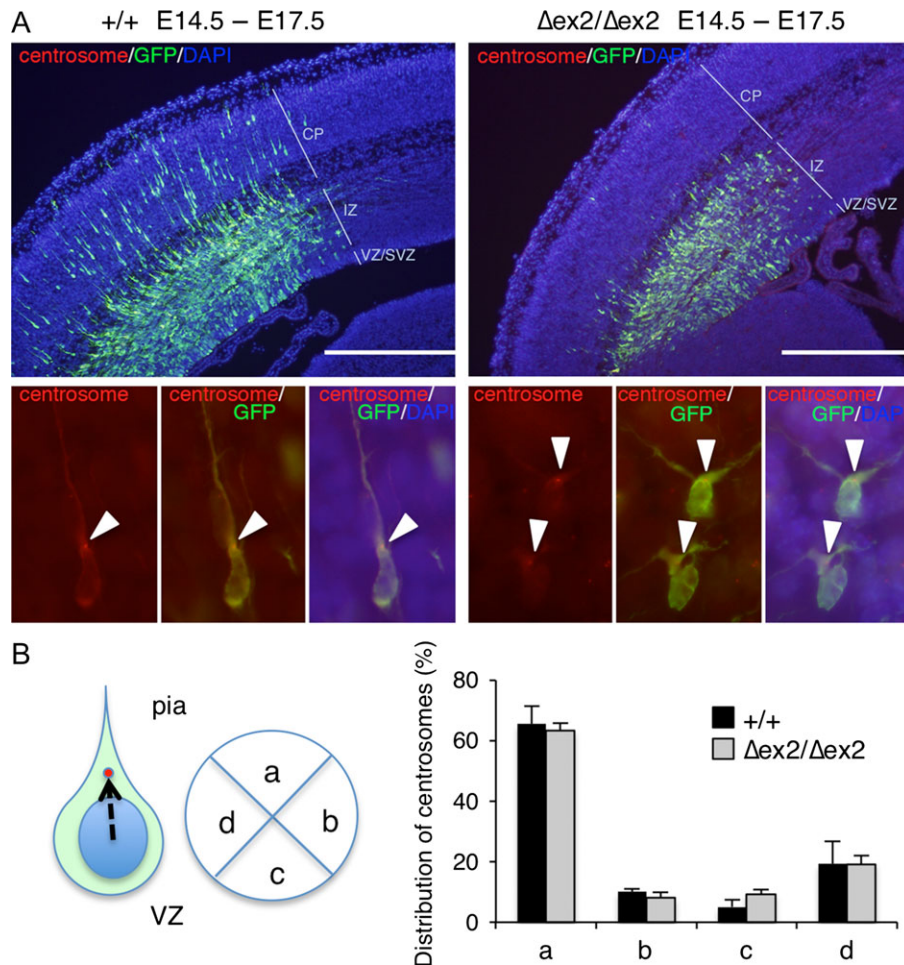 A
+/+ E14.5 – E17.5
Δex2/Δex2 E14.5 – E17.5
centrosome/GFP/DAPI
CP
IZ
VZ/SVZ
centrosome/GFP/DAPI
CP
IZ
VZ/SVZ
centrosome
centrosome/
GFP
centrosome/
GFP/DAPI
centrosome
centrosome/
GFP
centrosome/
GFP/DAPI
B
pia
VZ
a
b
c
d
Distribution of centrosomes (%)
80
60
40
20
0
+/+
Δex2/Δex2
a b c d